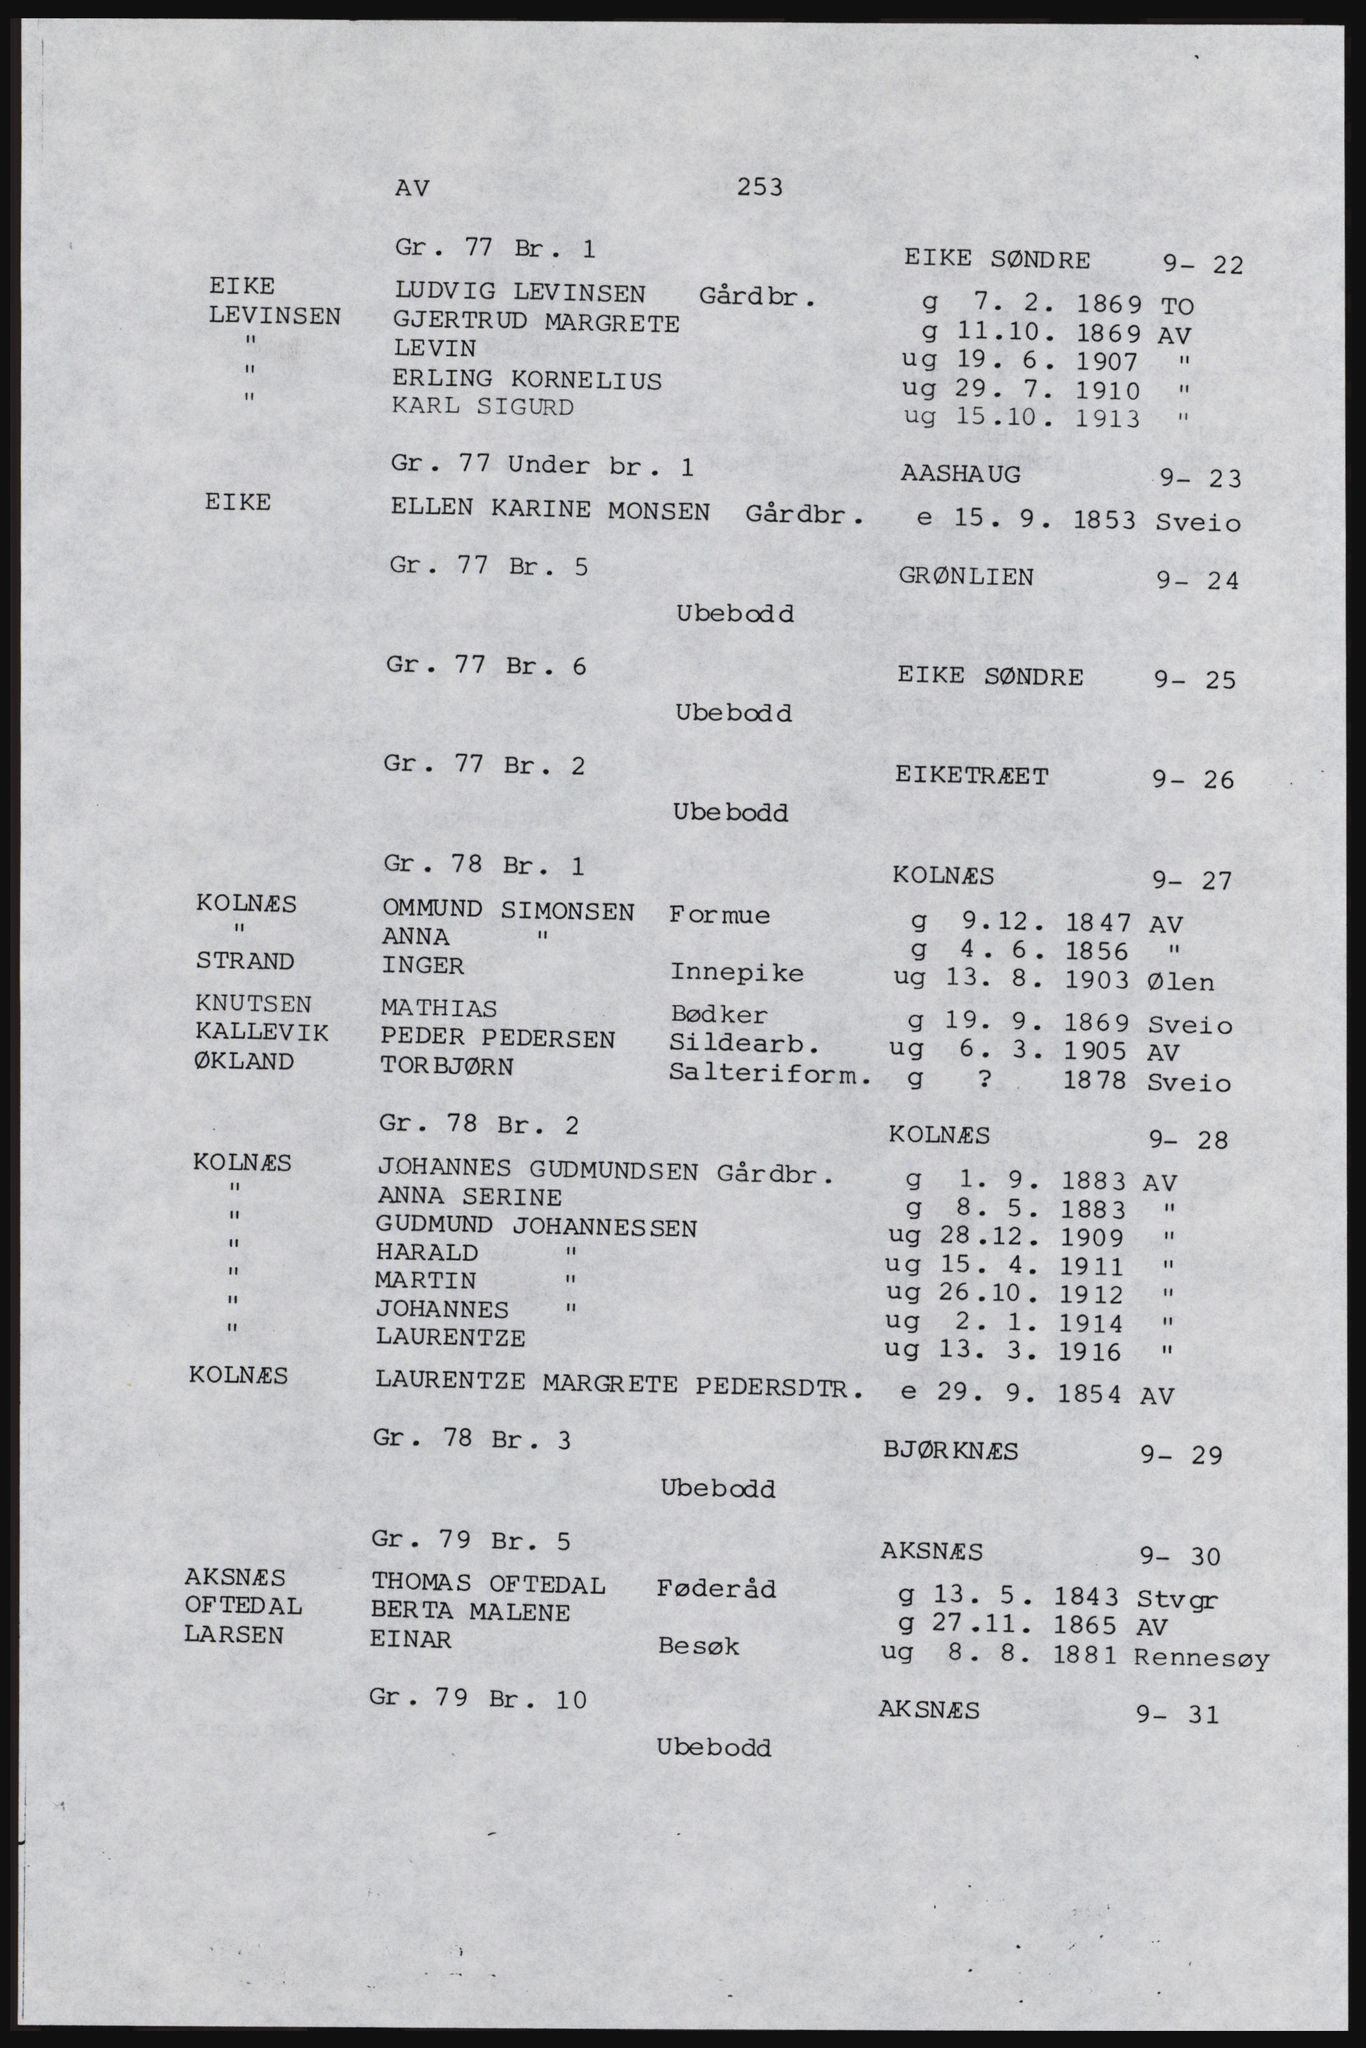 AV 253
Gr. 77 Br. 1 EIKE SØNDRE 9- 22
EIKE LUDVIG LEVINSEN Gårdbr. g 7. 2. 1869 TO
LEVINSEN GJERTRUD MARGRETE g 11.10. 1869 AV
" LEVIN ug 19. 6. 1907 "
" ERLING KORNELIUS ug 29. 7. 1910 "
" KARL SIGURD ug 15.10. 1913 "
Gr. 77 Under br. 1 AASHAUG 9- 23
EIKE ELLEN KARINE MONSEN Gårdbr. e 15. 9. 1853 Sveio
Gr. 77 Br. 5 GRØNLIEN 9- 24
Ubebodd
Gr. 77 Br. 6 EIKE SØNDRE 9- 25
Ubebodd
Gr. 77 Br. 2 EIKETRÆET 9- 26
Ubebodd
Gr. 78 Br. 1 KOLNÆS 9- 27
KOLNÆS OMMUND SIMONSEN Formue g 9.12. 1847 AV
" ANNA " g 4. 6. 1856 "
STRAND INGER Innepike ug 13. 8. 1903 Ølen
KNUTSEN MATHIAS Bødker g 19. 9. 1869 Sveio
KALLEVIK PEDER PEDERSEN Sildearb. ug 6. 3. 1905 AV
ØKLAND TORBJØRN Salteriform. g ? 1878 Sveio
Gr. 78 Br. 2 KOLNÆS 9- 28
KOLNÆS JOHANNES GUDMUNDSEN Gårdbr. g 1. 9. 1883 AV
" ANNA SERINE g 8. 5. 1883 "
" GUDMUND JOHANNESSEN ug 28.12. 1909 "
" HARALD " ug 15. 4. 1911 "
" MARTIN " ug 26.10. 1912 "
" JOHANNES " ug 2. 1. 1914 "
" LAURENTZE ug 13. 3. 1916 "
KOLNÆS LAURENTZE MARGRETE PEDERSDTR. e 29. 9. 1854 AV
Gr. 78 Br. 3 BJØRKNÆS 9- 29
Ubebodd
Gr. 79 Br. 5 AKSNÆS 9- 30
AKSNÆS THOMAS OFTEDAL Føderåd g 13. 5. 1843 Stvgr
OFTEDAL BERTA MALENE g 27.11. 1865 AV
LARSEN EINAR Besøk ug 8. 8. 1881 Rennesøy
Gr. 79 Br. 10 AKSNÆS 9- 31
Ubebodd